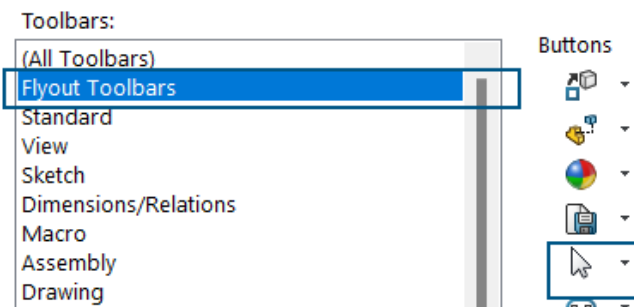 Toolbars:
Buttons
(All Toolbars)
Flyout Toolbars
Standard
View
Sketch
Dimensions/Relations
Macro
Assembly
Drawing